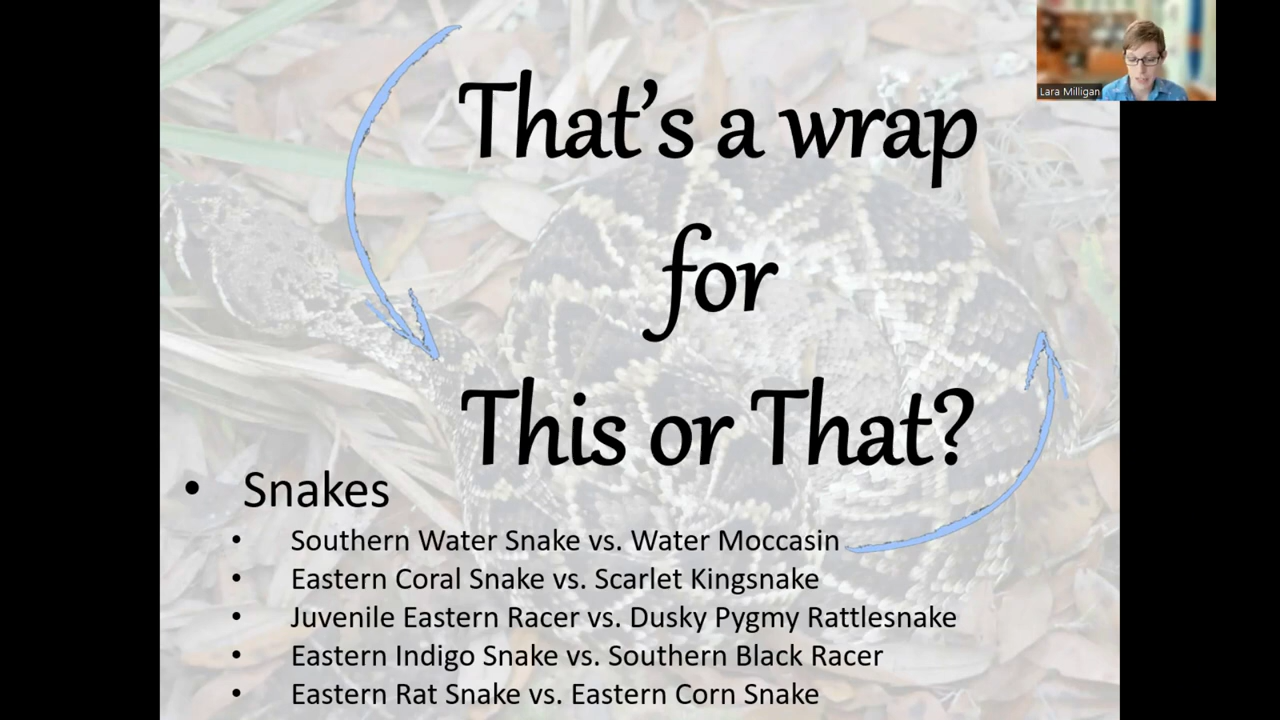 Lara Milligan
That's a wrap
for
This or That?
• Snakes
• Southern Water Snake vs. Water Moccasin
• Eastern Coral Snake vs. Scarlet Kingsnake
• Juvenile Eastern Racer vs. Dusky Pygmy Rattlesnake
• Eastern Indigo Snake vs. Southern Black Racer
• Eastern Rat Snake vs. Eastern Corn Snake